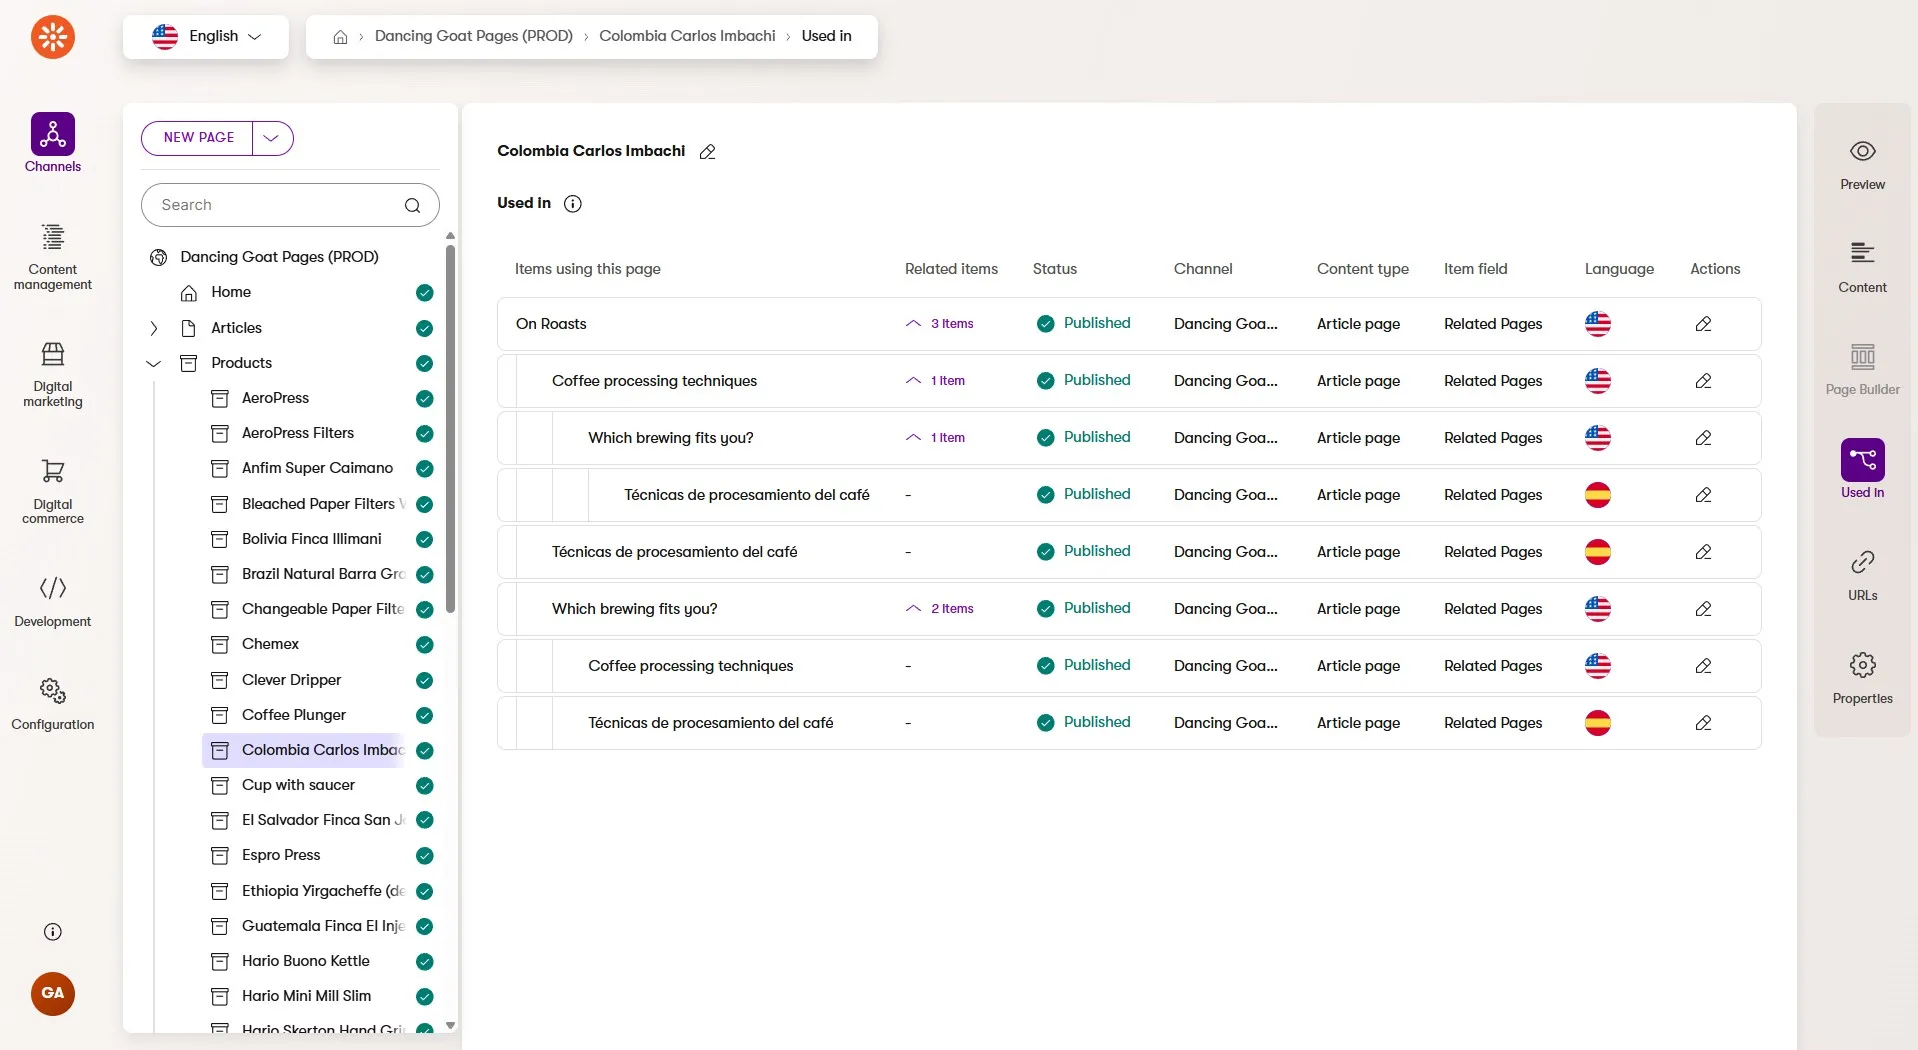 English
Dancing Goat Pages (PROD) › Colombia Carlos Imbachi › Used in
Channels
Content
management
Digital
marketing
Digital
commerce
Development
Configuration
GA
NEW PAGE
Search
Dancing Goat Pages (PROD)
Home
Articles
Products
AeroPress
AeroPress Filters
Anfim Super Caimano
Bleached Paper Filters V
Bolivia Finca Illimani
Brazil Natural Barra Gra
Changeable Paper Filte
Chemex
Clever Dripper
Coffee Plunger
Colombia Carlos Imbac
Cup with saucer
El Salvador Finca San J
Espro Press
Ethiopia Yirgacheffe (de
Guatemala Finca El Inje
Hario Buono Kettle
Hario Mini Mill Slim
Hario Skerton Hand Gri
Colombia Carlos Imbachi
Used in
Items using this page Related items Status Channel Content type Item field Language Actions
On Roasts 3 Items Published Dancing Goa... Article page Related Pages
Coffee processing techniques 1 Item Published Dancing Goa... Article page Related Pages
Which brewing fits you? 1 Item Published Dancing Goa... Article page Related Pages
Técnicas de procesamiento del café - Published Dancing Goa... Article page Related Pages
Técnicas de procesamiento del café - Published Dancing Goa... Article page Related Pages
Which brewing fits you? 2 Items Published Dancing Goa... Article page Related Pages
Coffee processing techniques - Published Dancing Goa... Article page Related Pages
Técnicas de procesamiento del café - Published Dancing Goa... Article page Related Pages
Preview
Content
Page Builder
Used In
URLs
Properties